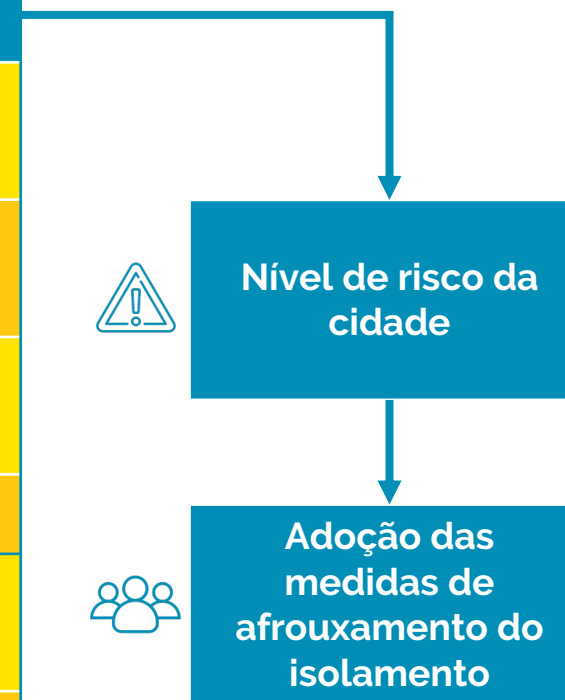 Nível de risco da
cidade
Adoção das
medidas de
afrouxamento do
isolamento